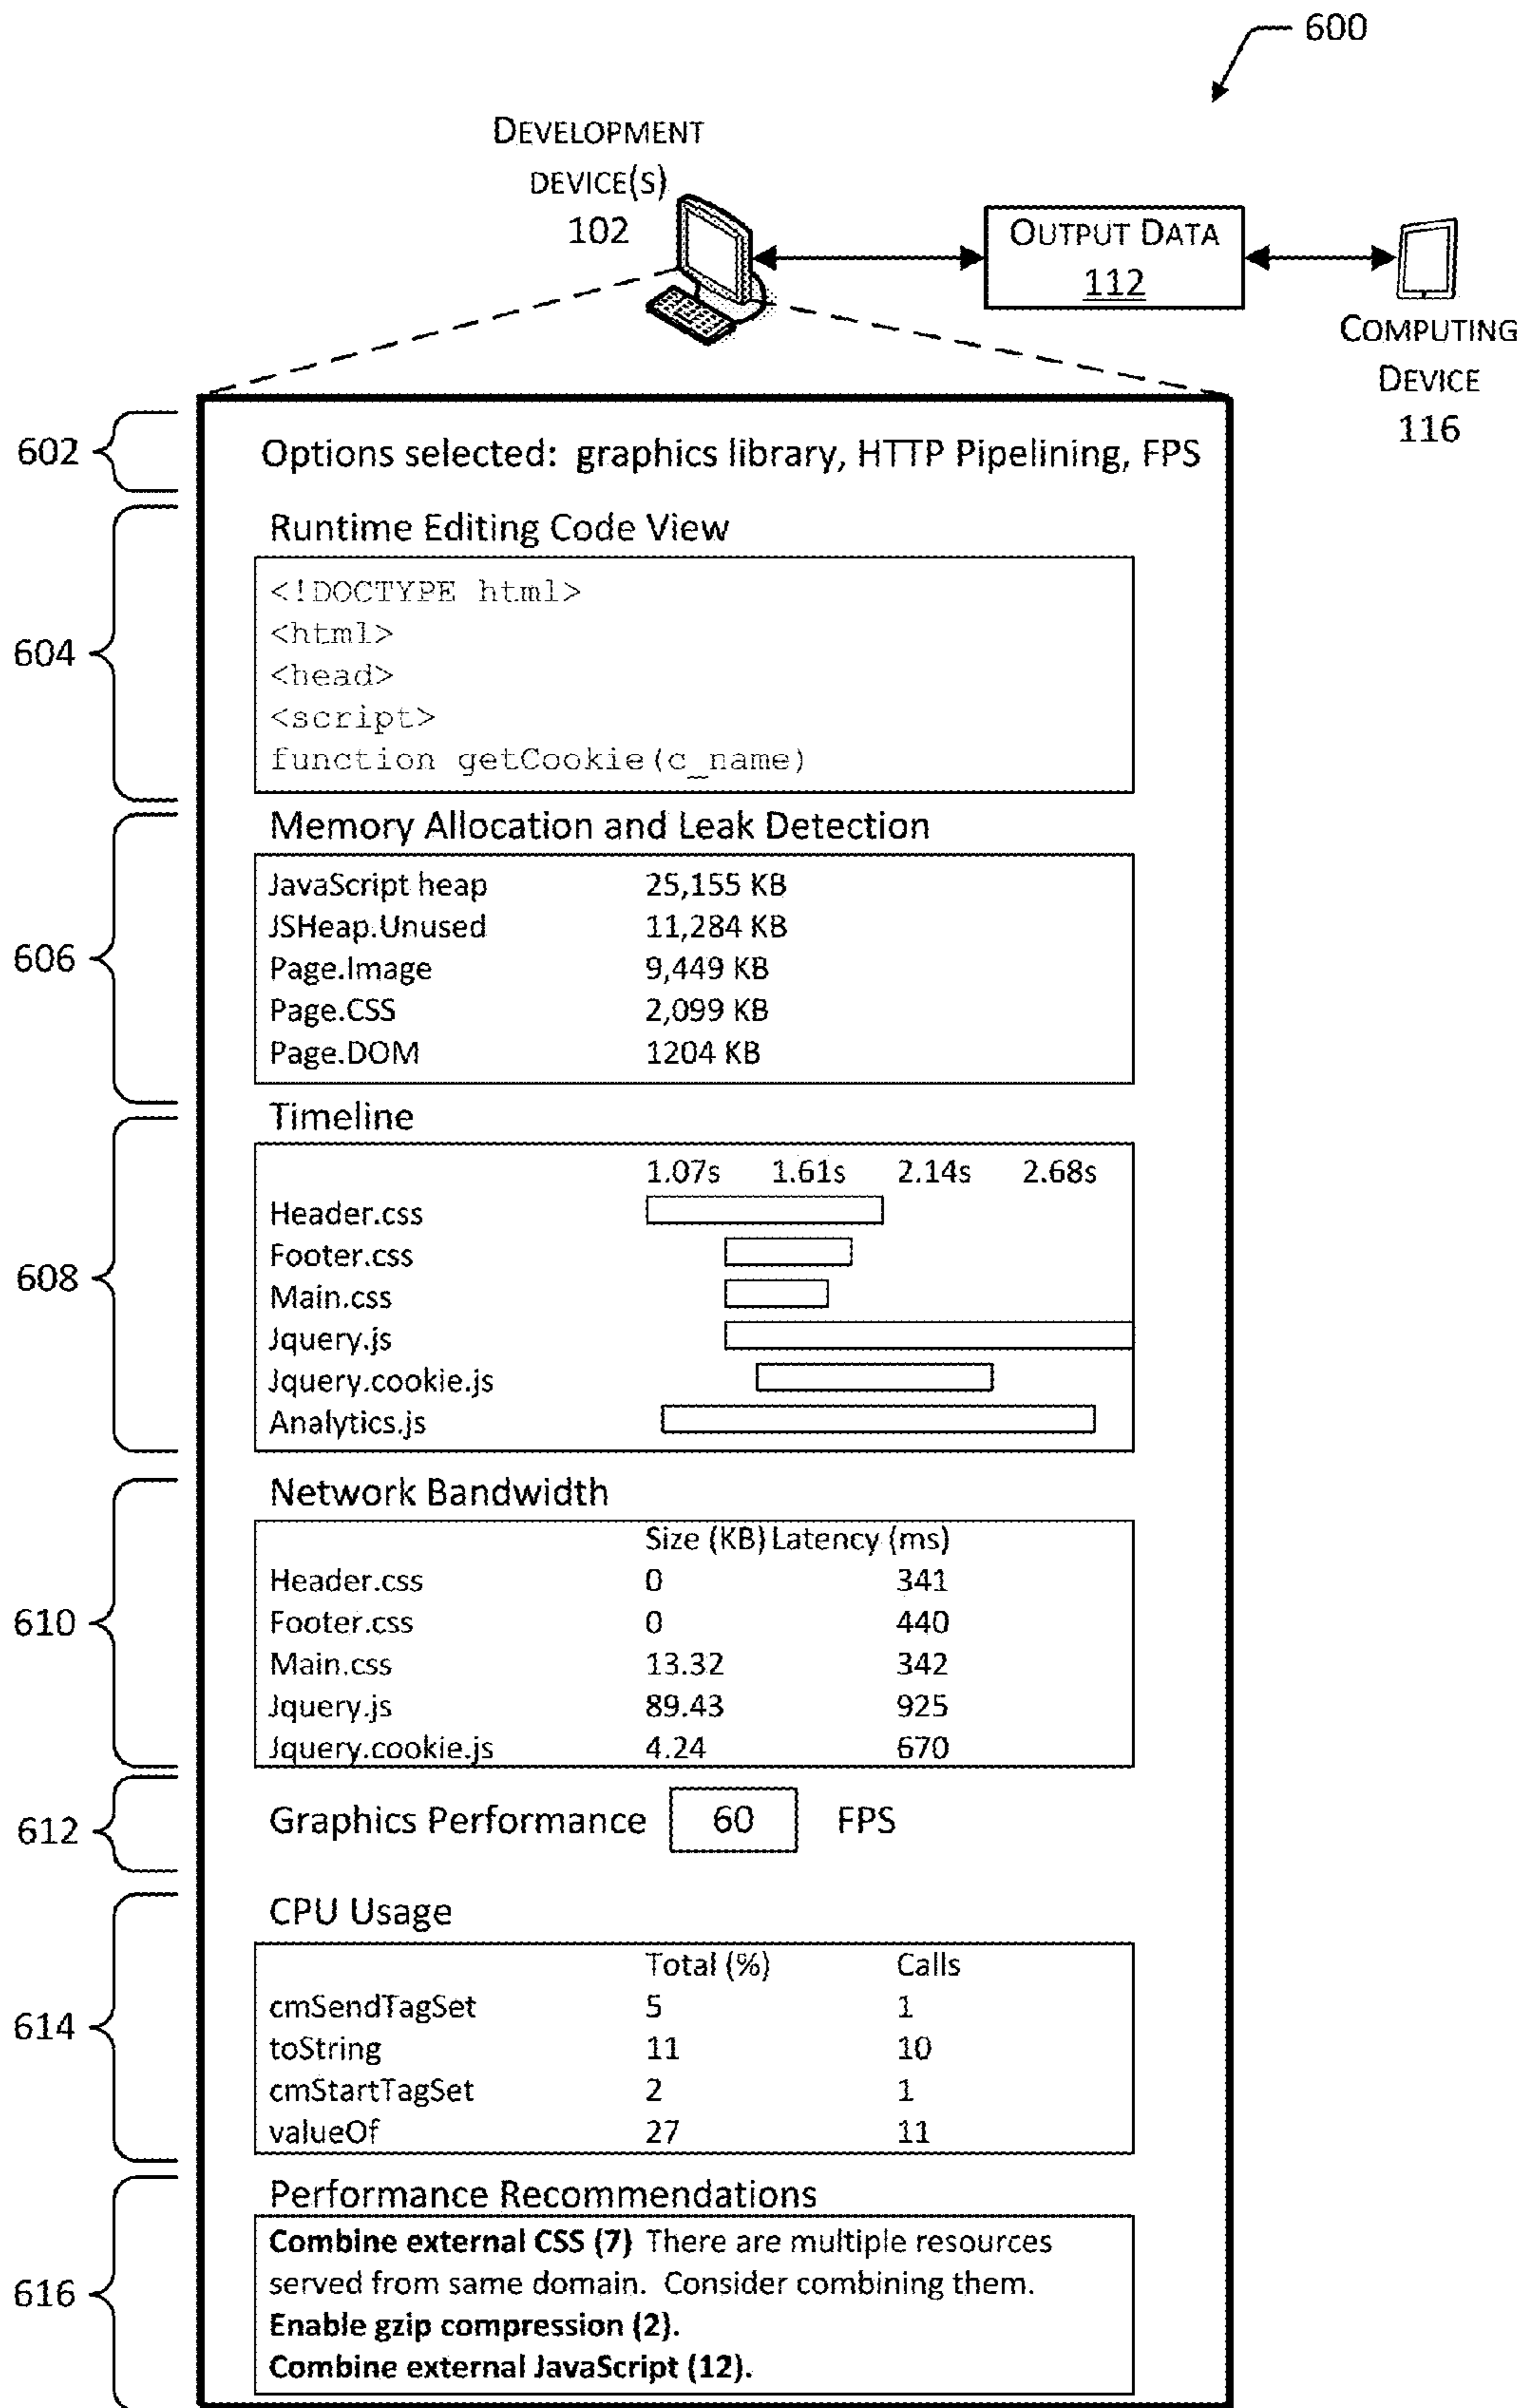 600
DEVELOPMENT
DEVICE(S)
102
OUTPUT DATA
112
COMPUTING
DEVICE
116
602
Options selected: graphics library, HTTP Pipelining, FPS
604
Runtime Editing Code View
<!DOCTYPE html>
<html>
<head>
<script>
function getCookie(c_name)
606
Memory Allocation and Leak Detection
JavaScript heap 25,155 KB
JSHeap.Unused 11,284 KB
Page.Image 9,449 KB
Page.CSS 2,099 KB
Page.DOM 1204 KB
608
Timeline
1.07s 1.61s 2.14s 2.68s
Header.css
Footer.css
Main.css
Jquery.js
Jquery.cookie.js
Analytics.js
610
Network Bandwidth
Size (KB) Latency (ms)
Header.css 0 341
Footer.css 0 440
Main.css 13.32 342
Jquery.js 89.43 925
Jquery.cookie.js 4.24 670
612
Graphics Performance 60 FPS
614
CPU Usage
Total (%) Calls
cmSendTagSet 5 1
toString 11 10
cmStartTagSet 2 1
valueOf 27 11
616
Performance Recommendations
Combine external CSS (7) There are multiple resources
served from same domain. Consider combining them.
Enable gzip compression (2).
Combine external JavaScript (12).